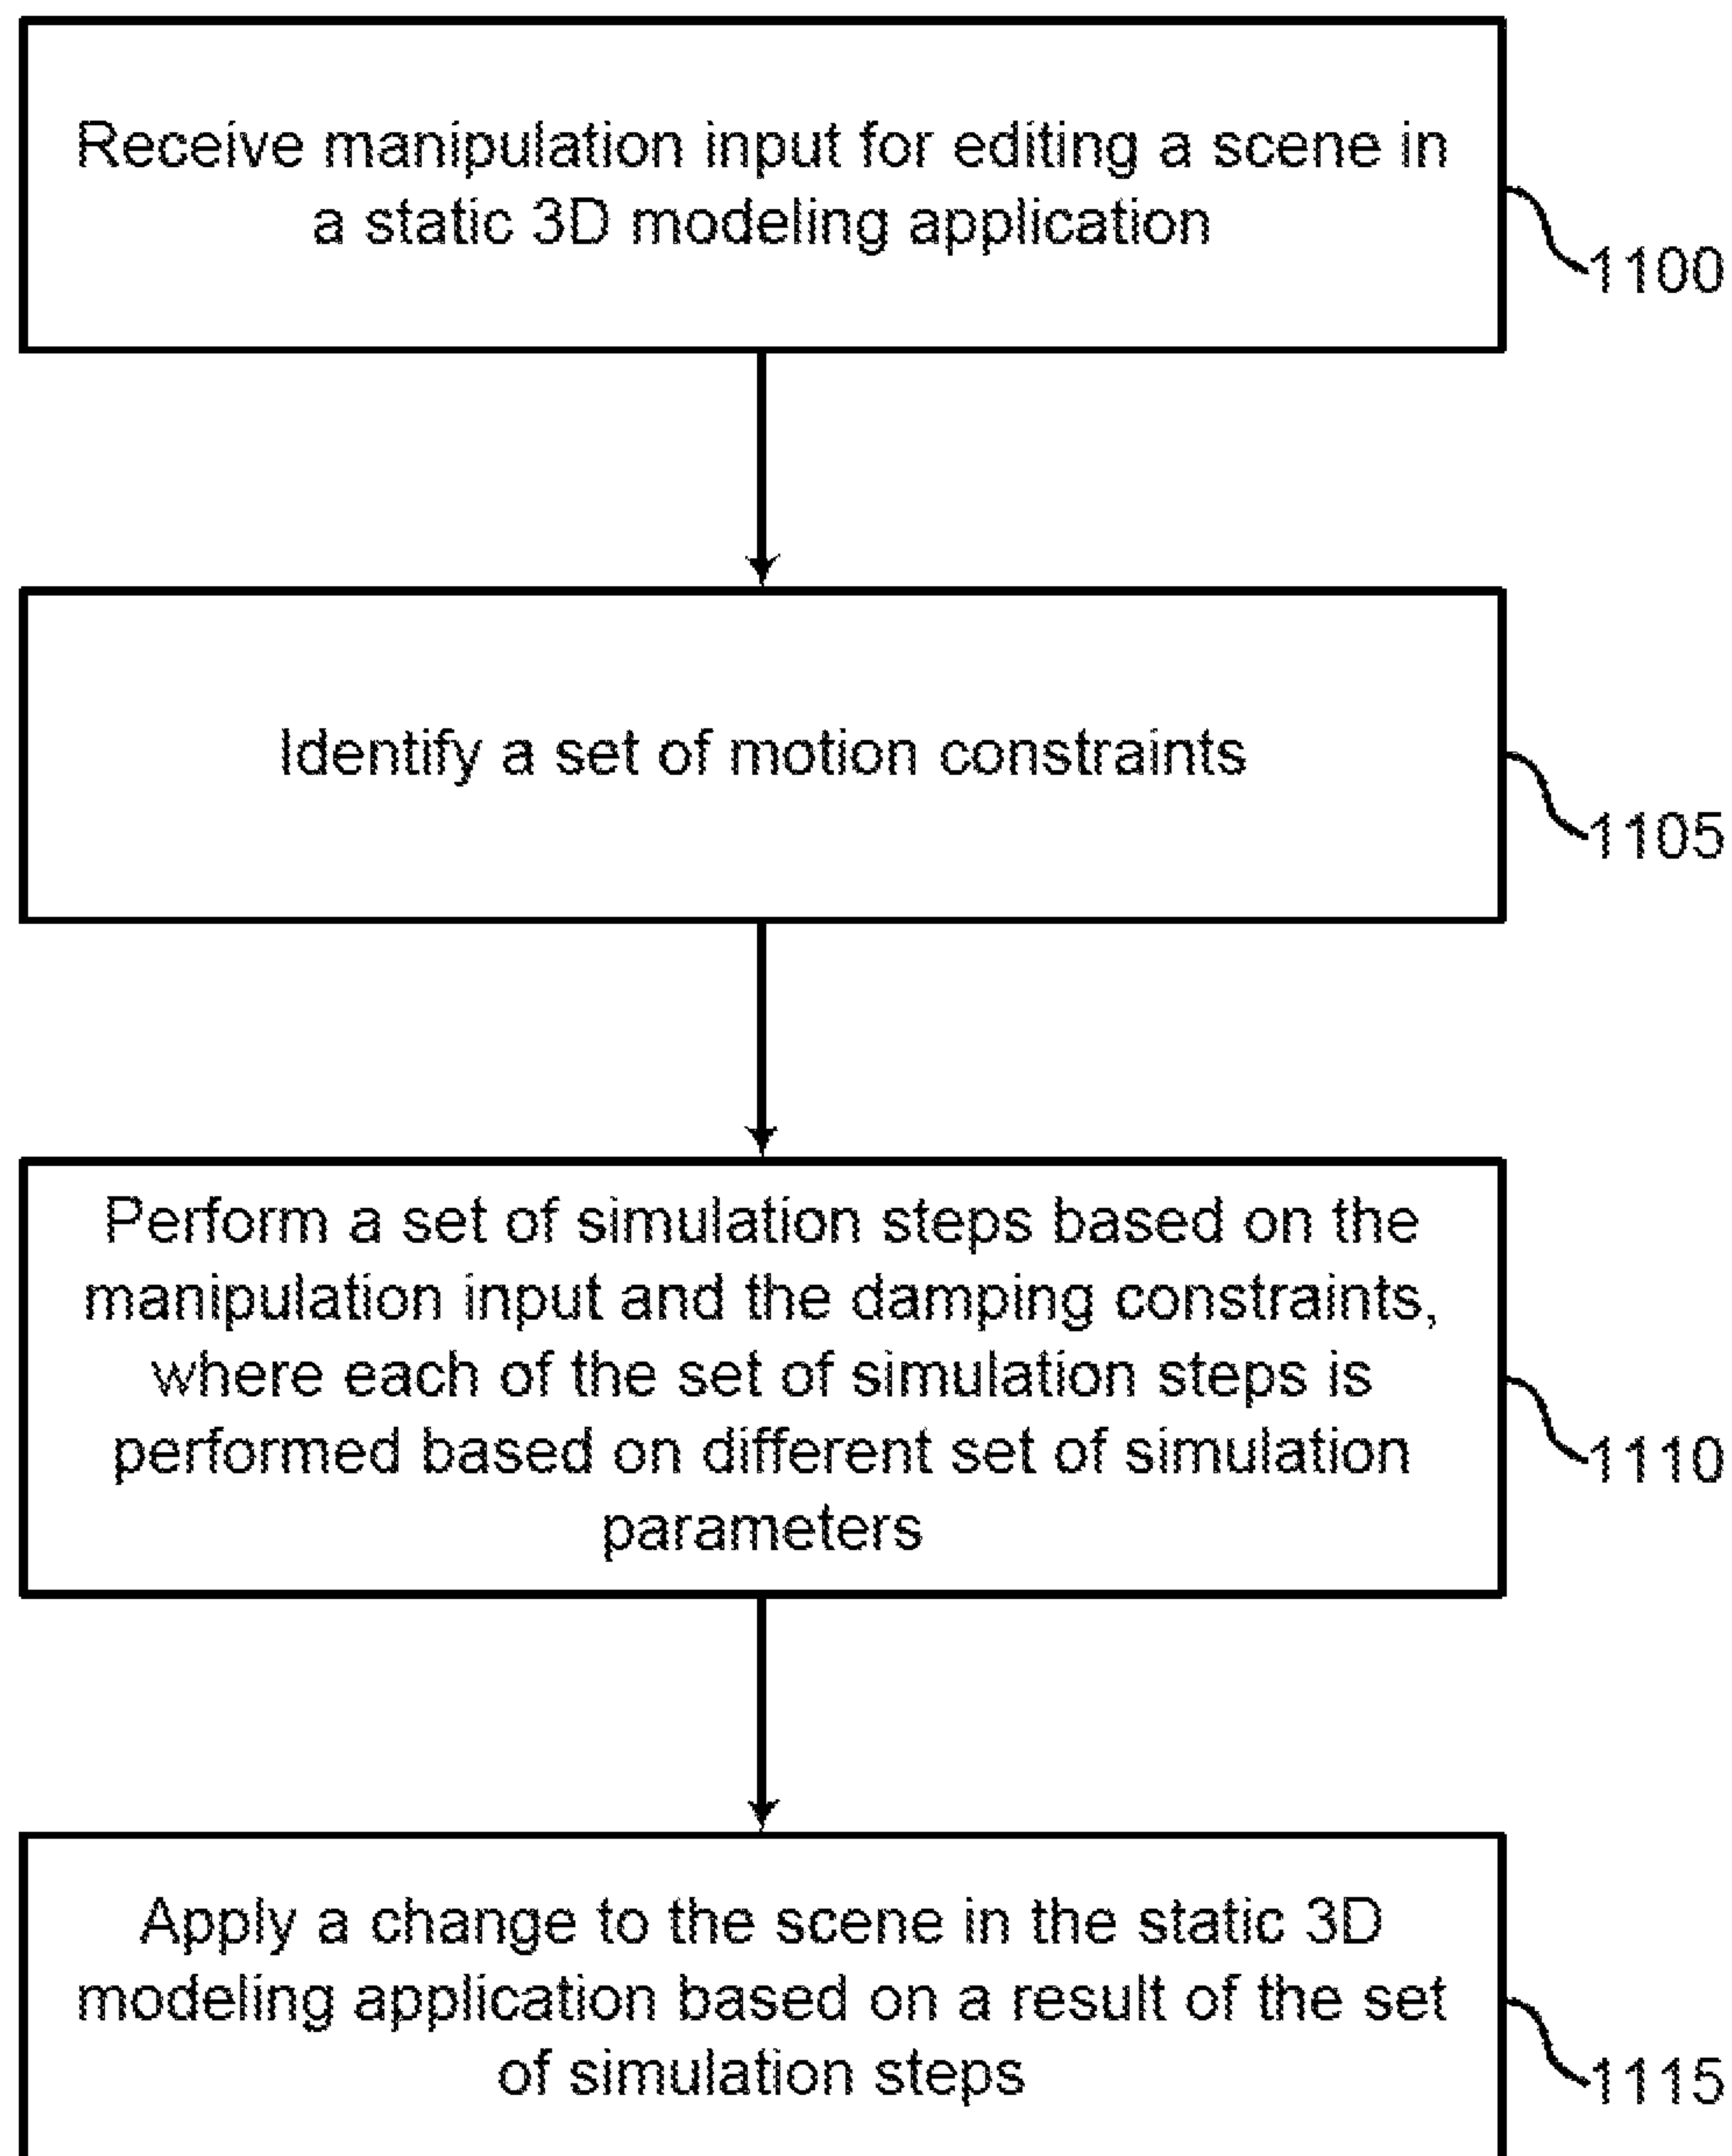 Receive manipulation input for editing a scene in
a static 3D modeling application
1100
Identify a set of motion constraints
1105
Perform a set of simulation steps based on the
manipulation input and the damping constraints,
where each of the set of simulation steps is
performed based on different set of simulation
parameters
1110
Apply a change to the scene in the static 3D
modeling application based on a result of the set
of simulation steps
1115